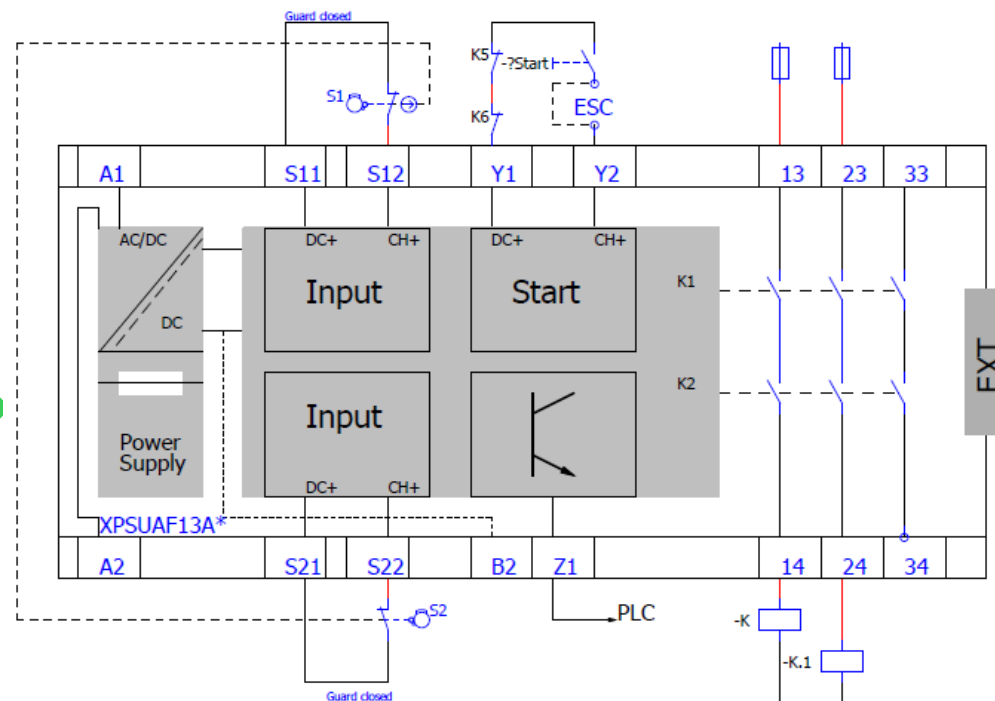 Guard closed
K5
-?Start
S1
K6
ESC
A1
S11
S12
Y1
Y2
13
23
33
AC/DC
DC+
CH+
DC+
CH+
Input
Start
K1
DC
K2
Input
EXT
Power
Supply
DC+
CH+
XPSUAF13A*
A2
S21
S22
B2
Z1
14
24
34
S2
PLC
-K
-K.1
Guard closed